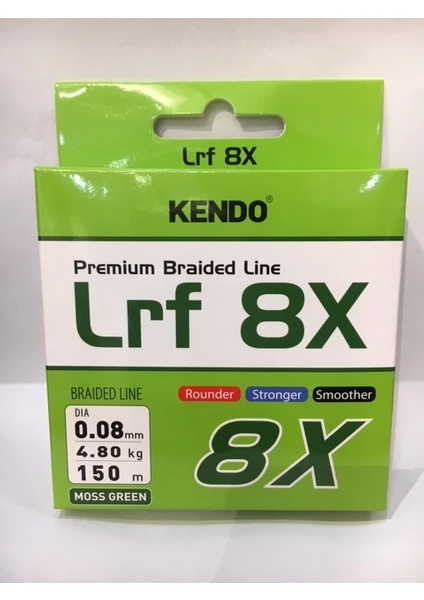 Lrf 8X
KENDO®
Premium Braided Line
Lrf 8X
BRAIDED LINE
Rounder Stronger Smoother
DIA
0.08mm
4.80 kg
150 m
MOSS GREEN
8X